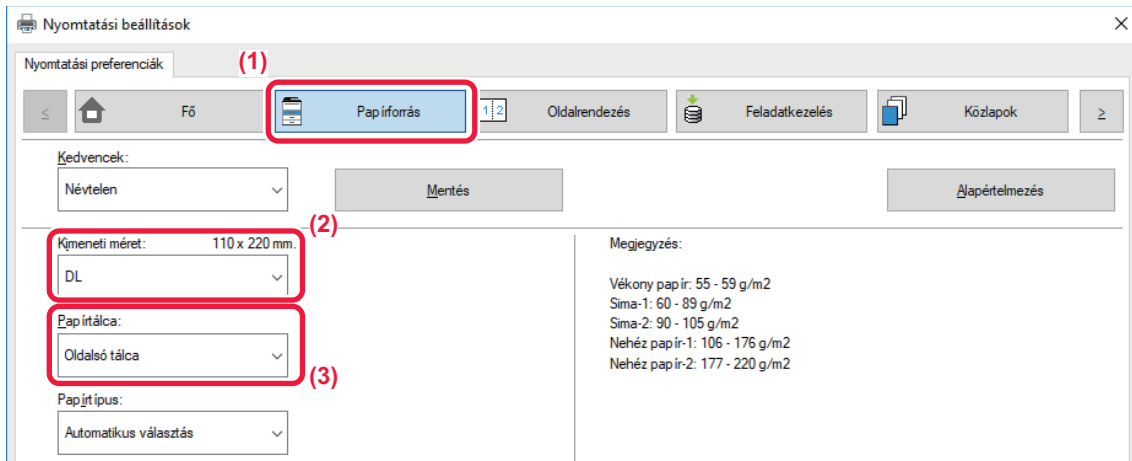 Nyomtatási beállítások
Nyomtatási preferenciák
(1)
≤ Fő Papírforrás 1 2 Oldalrendezés Feladatkezelés Közlapok ≥
Kedvencek:
Névtelen Mentés Alapértelmezés
(2)
Kimeneti méret: 110 x 220 mm. Megjegyzés:
DL
Vékony papír: 55 - 59 g/m2
Sima-1: 60 - 89 g/m2
Papírtálca: Sima-2: 90 - 105 g/m2
Nehéz papír-1: 106 - 176 g/m2
Oldalsó tálca Nehéz papír-2: 177 - 220 g/m2
(3)
Papírtípus:
Automatikus választás